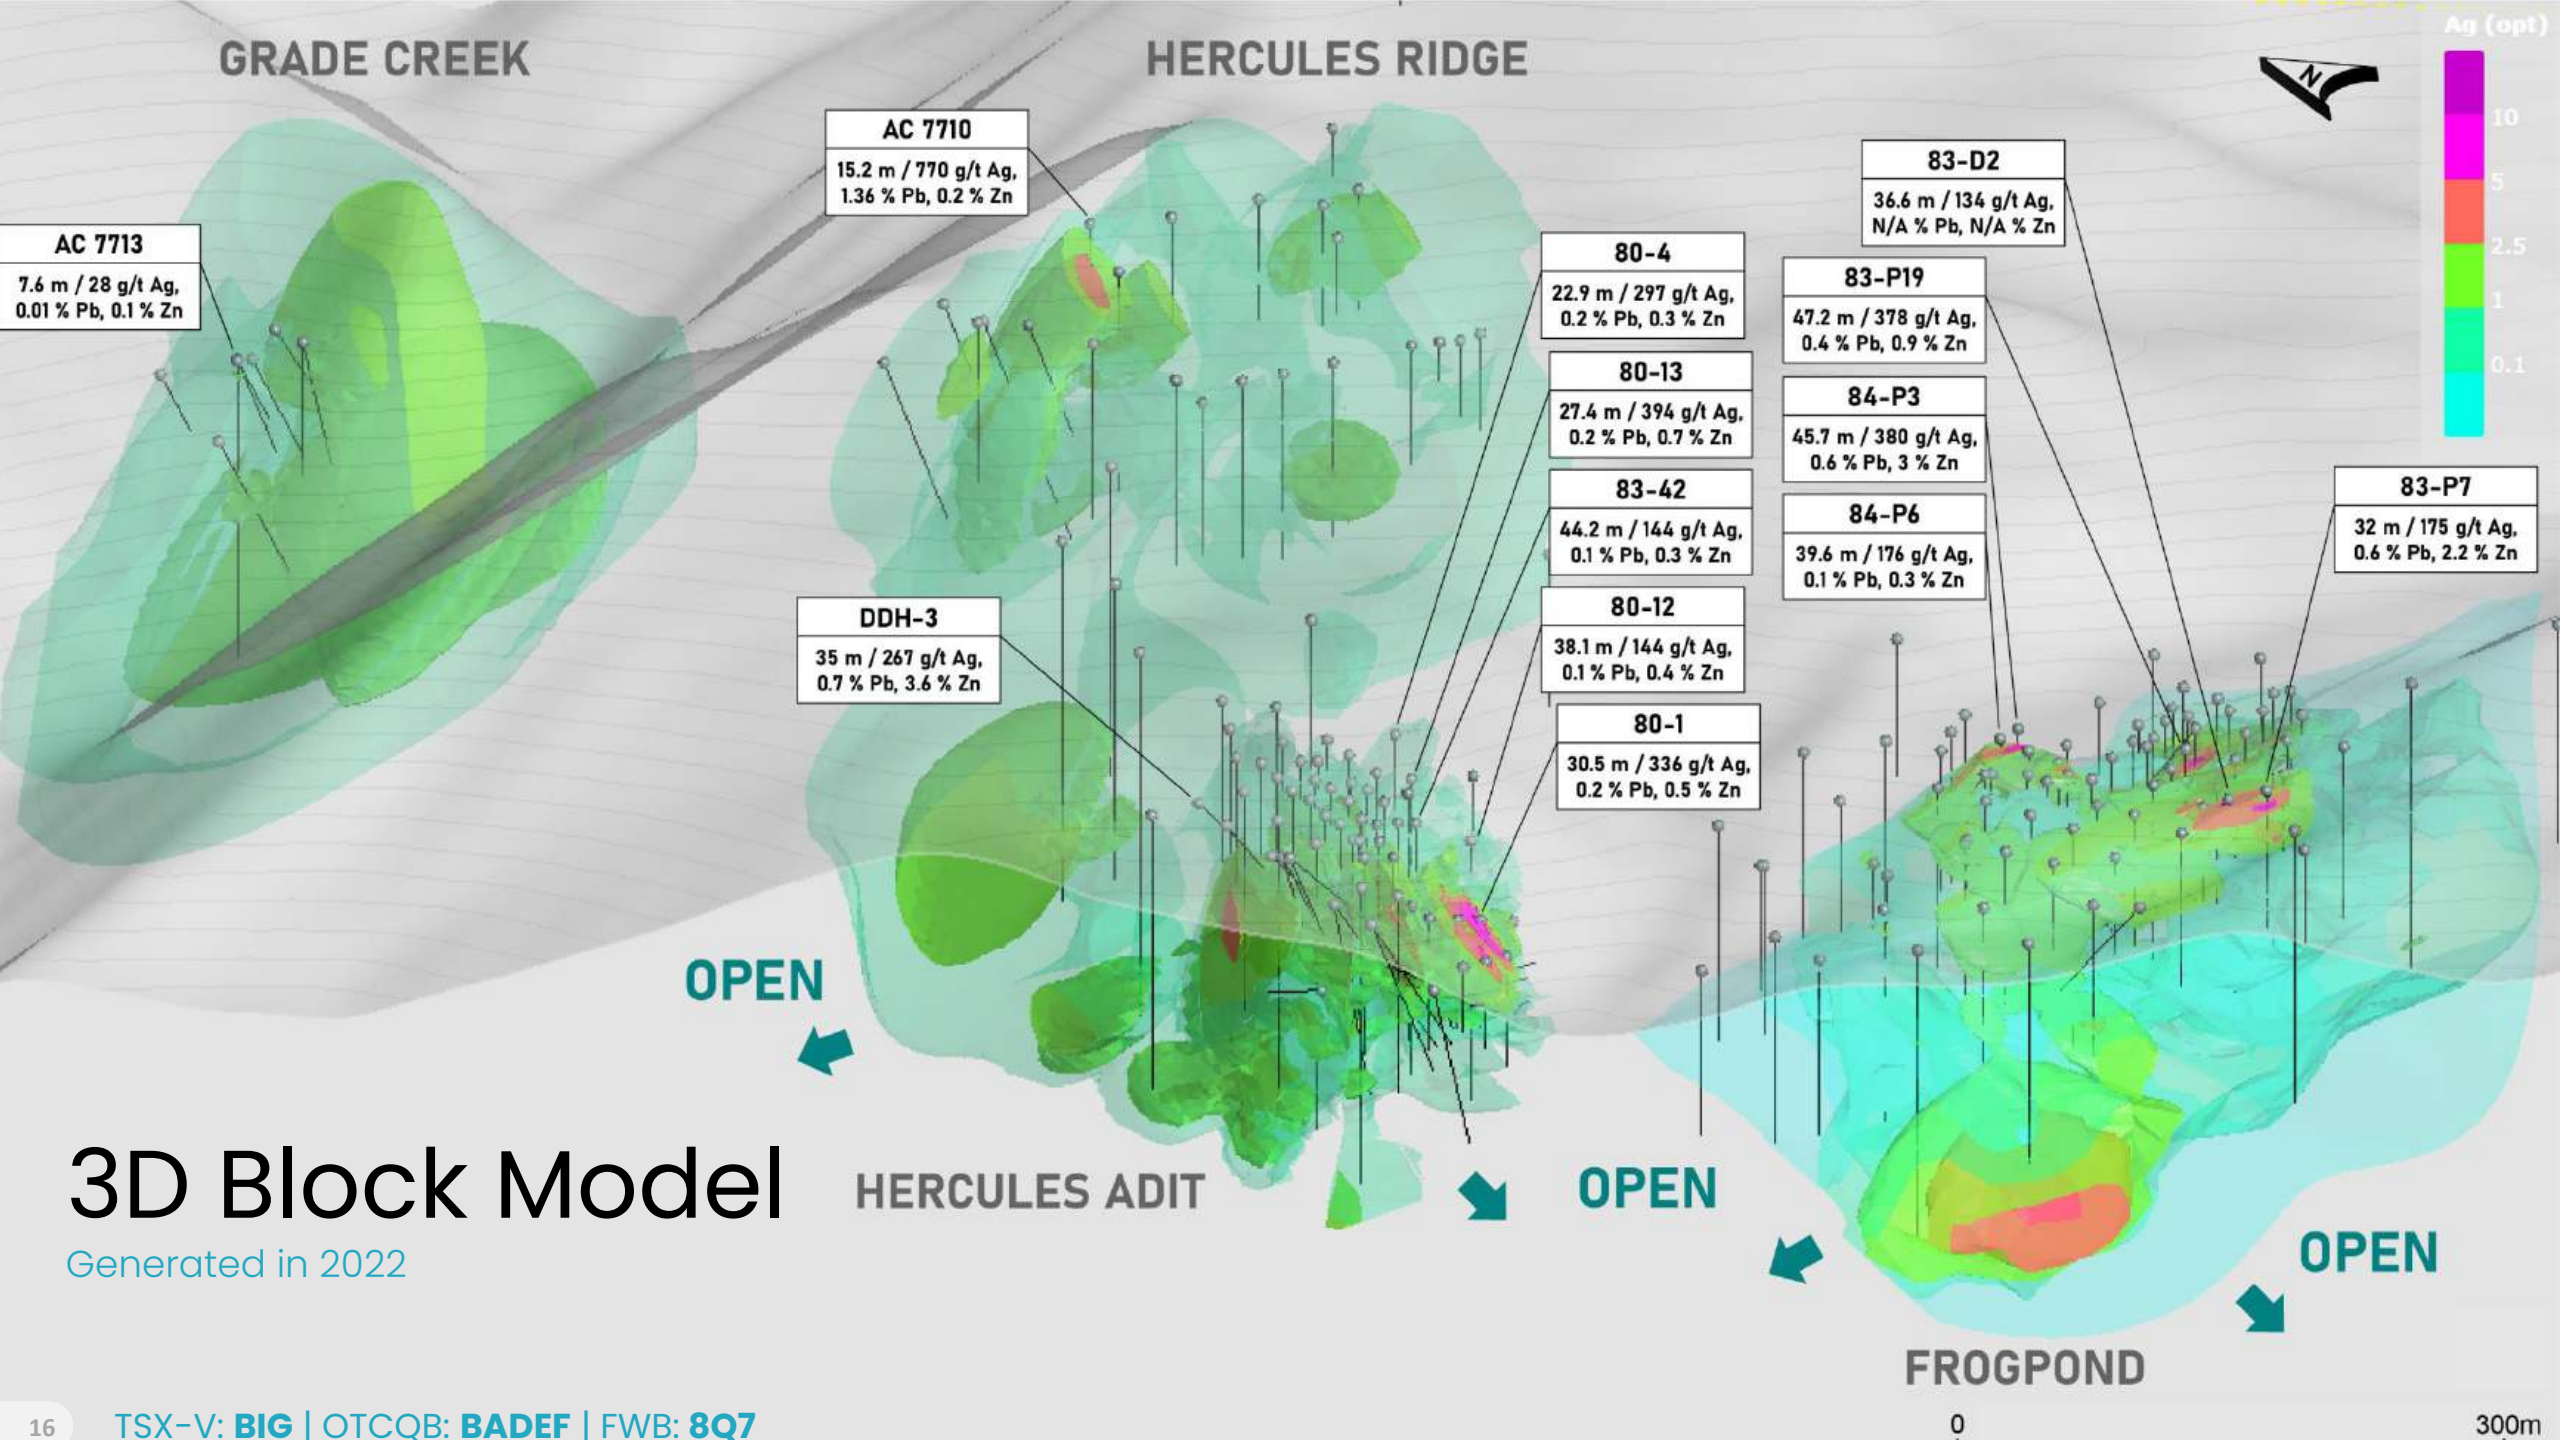 GRADE CREEK
HERCULES RIDGE
Ag (opt)
10
5
2.5
1
0.1
N
AC 7713
7.6 m / 28 g/t Ag,
0.01 % Pb, 0.1 % Zn
AC 7710
15.2 m / 770 g/t Ag,
1.36 % Pb, 0.2 % Zn
80-4
22.9 m / 297 g/t Ag,
0.2 % Pb, 0.3 % Zn
80-13
27.4 m / 394 g/t Ag,
0.2 % Pb, 0.7 % Zn
83-42
44.2 m / 144 g/t Ag,
0.1 % Pb, 0.3 % Zn
80-12
38.1 m / 144 g/t Ag,
0.1 % Pb, 0.4 % Zn
80-1
30.5 m / 336 g/t Ag,
0.2 % Pb, 0.5 % Zn
83-D2
36.6 m / 134 g/t Ag,
N/A % Pb, N/A % Zn
83-P19
47.2 m / 378 g/t Ag,
0.4 % Pb, 0.9 % Zn
84-P3
45.7 m / 380 g/t Ag,
0.6 % Pb, 3 % Zn
84-P6
39.6 m / 176 g/t Ag,
0.1 % Pb, 0.3 % Zn
83-P7
32 m / 175 g/t Ag,
0.6 % Pb, 2.2 % Zn
DDH-3
35 m / 267 g/t Ag,
0.7 % Pb, 3.6 % Zn
OPEN
HERCULES ADIT
OPEN
OPEN
FROGPOND
3D Block Model
Generated in 2022
0
300m
16
TSX-V: BIG | OTCQB: BADEF | FWB: 8Q7